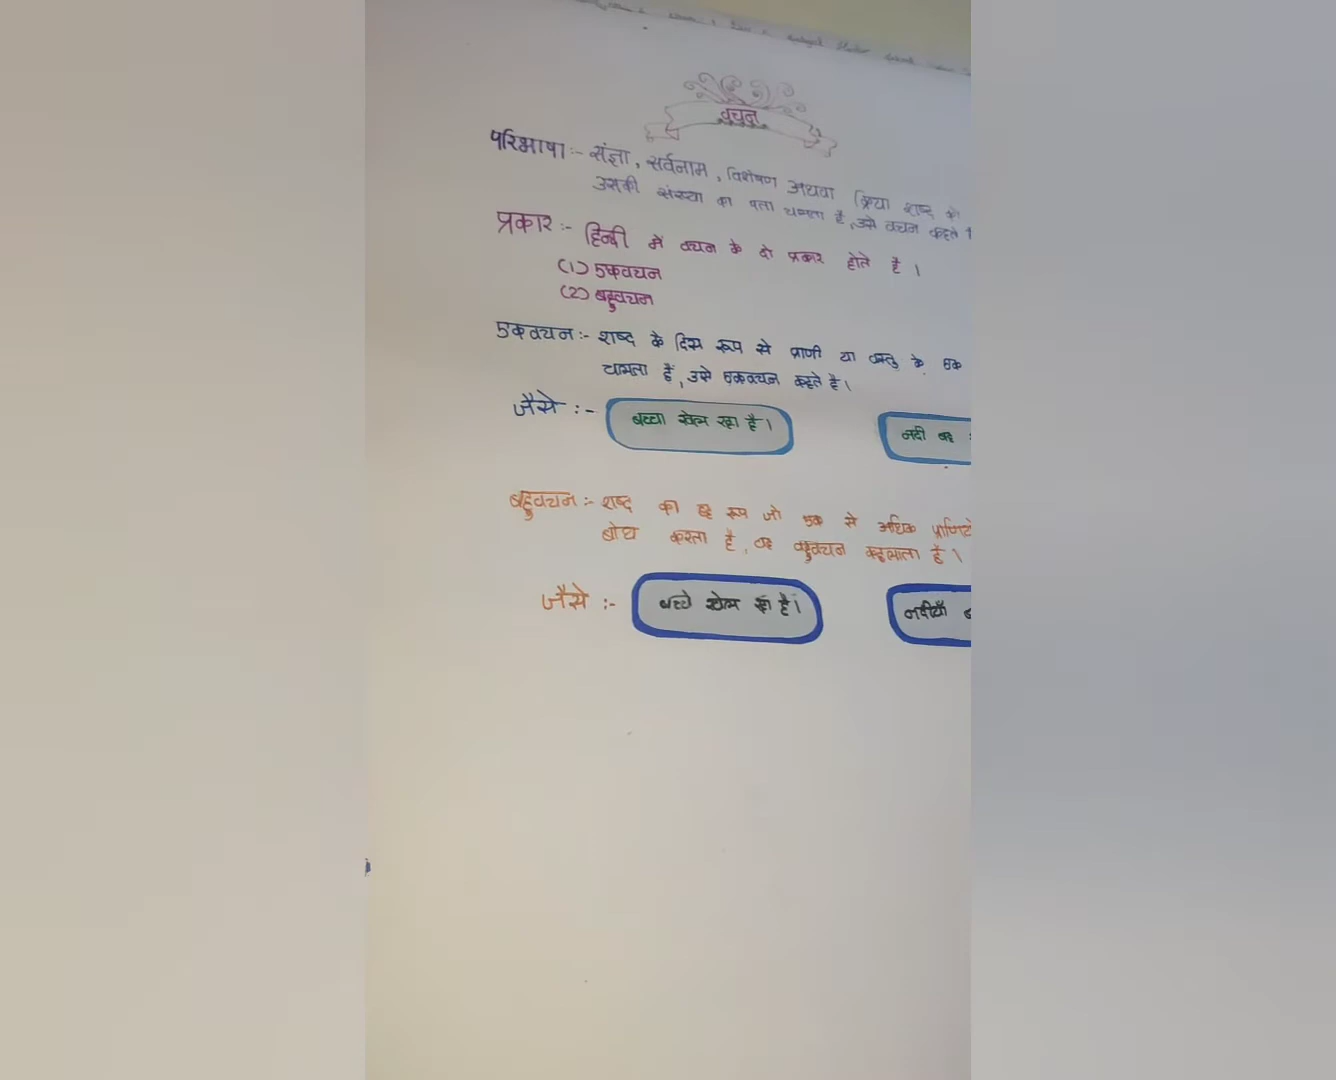 वचन
परिभाषा :- संज्ञा, सर्वनाम, विशेषण अथवा क्रिया शब्द की
उसकी संख्या का पता चलता है, उसे वचन कहते
प्रकार :- हिन्दी में वचन के दो प्रकार होते है।
(1) एकवचन
(2) बहुवचन
एकवचन :- शब्द के दिस रूप से प्राणी या वस्तु के एक
चलता है, उसे एकवचन कहते है।
जैसे :- बच्चा खेल रहा है। नदी बह
बहुवचन :- शब्द का वह रूप जो एक से अधिक प्राणियो
बोध करता है, वह बहुवचन कहलाता है।
जैसे :- बच्चे खेल रहे है। नदीयाँ